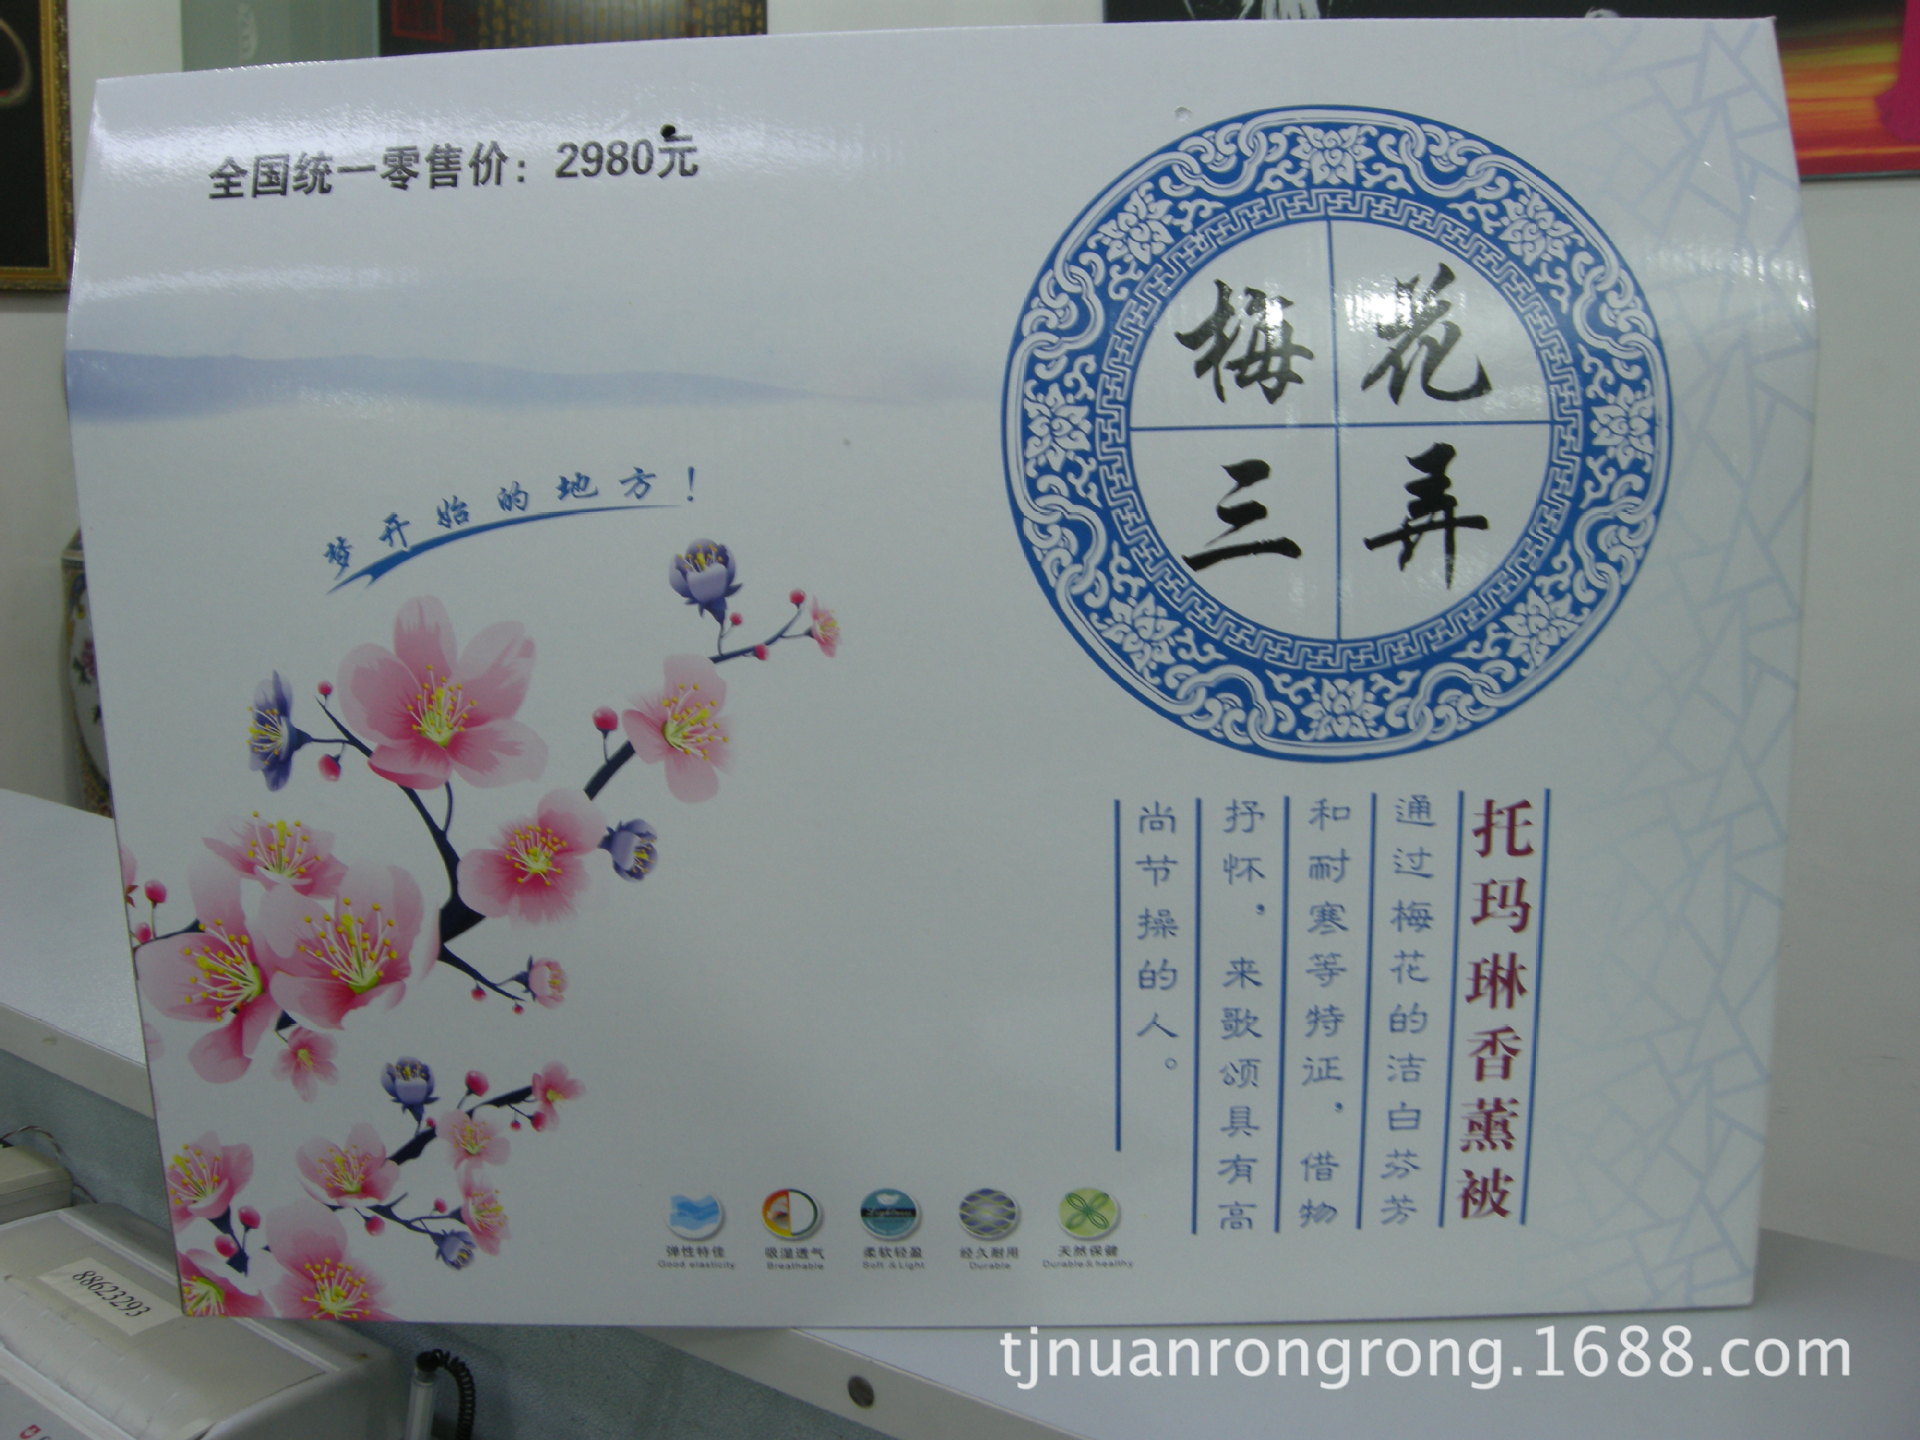 全国统一零售价：2980元
梅花
三弄
梦开始的地方！
托玛琳香薰被
通过梅花的洁白芬芳
和耐寒等特征，借物
抒怀，来歌颂具有高
尚节操的人。
弹性特佳
Good elasticity
吸湿透气
Breathable
Lightness
柔软轻盈
Soft & Light
经久耐用
Durable
天然保健
Durable & healthy
88623293
tjnuanrongrong.1688.com